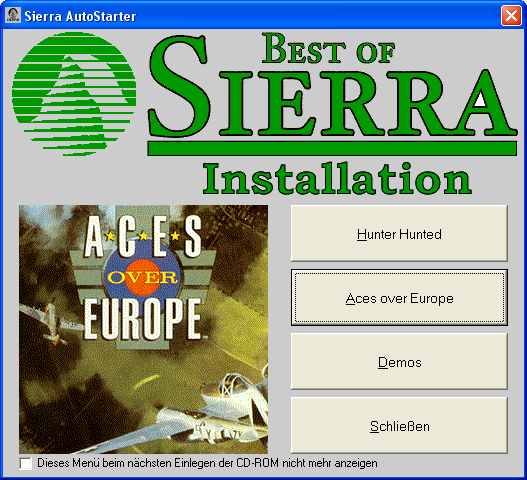 Sierra AutoStarter
BEST OF
SIERRA
Installation
A·C·E·S
OVER
EUROPE
Hunter Hunted
Aces over Europe
Demos
Schließen
Dieses Menü beim nächsten Einlegen der CD-ROM nicht mehr anzeigen